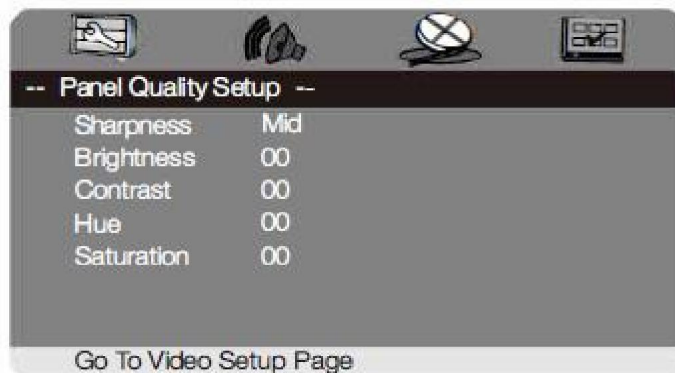 -- Panel Quality Setup --
Sharpness Mid
Brightness 00
Contrast 00
Hue 00
Saturation 00
Go To Video Setup Page